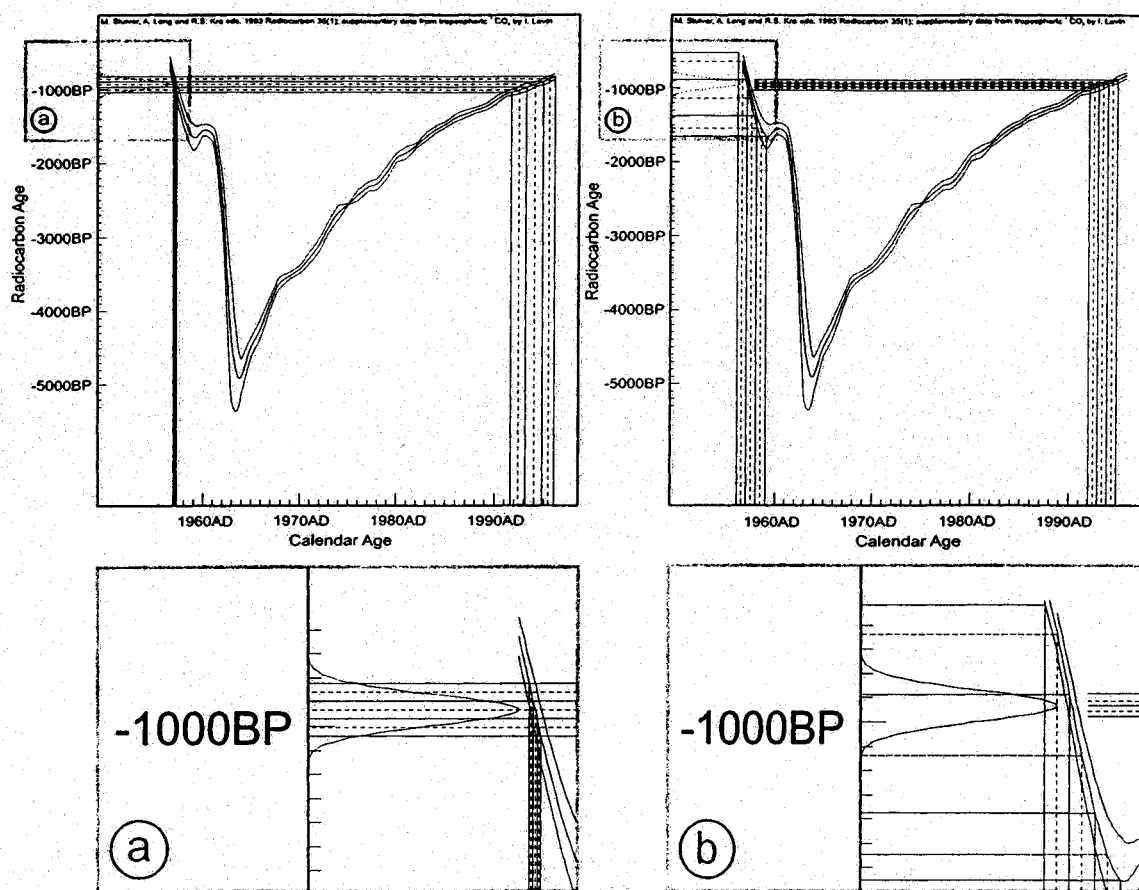 M. Stuiver, A. Long and R.S. Kra eds. 1993 Radiocarbon 35(1); supplementary data from tropospheric CO₂ by I. Levin
M. Stuiver, A. Long and R.S. Kra eds. 1993 Radiocarbon 35(1); supplementary data from tropospheric CO₂ by I. Levin
-1000BP
-2000BP
-3000BP
-4000BP
-5000BP
Radiocarbon Age
a
1960AD 1970AD 1980AD 1990AD
Calendar Age
-1000BP
-2000BP
-3000BP
-4000BP
-5000BP
Radiocarbon Age
b
1960AD 1970AD 1980AD 1990AD
Calendar Age
-1000BP
a
-1000BP
b